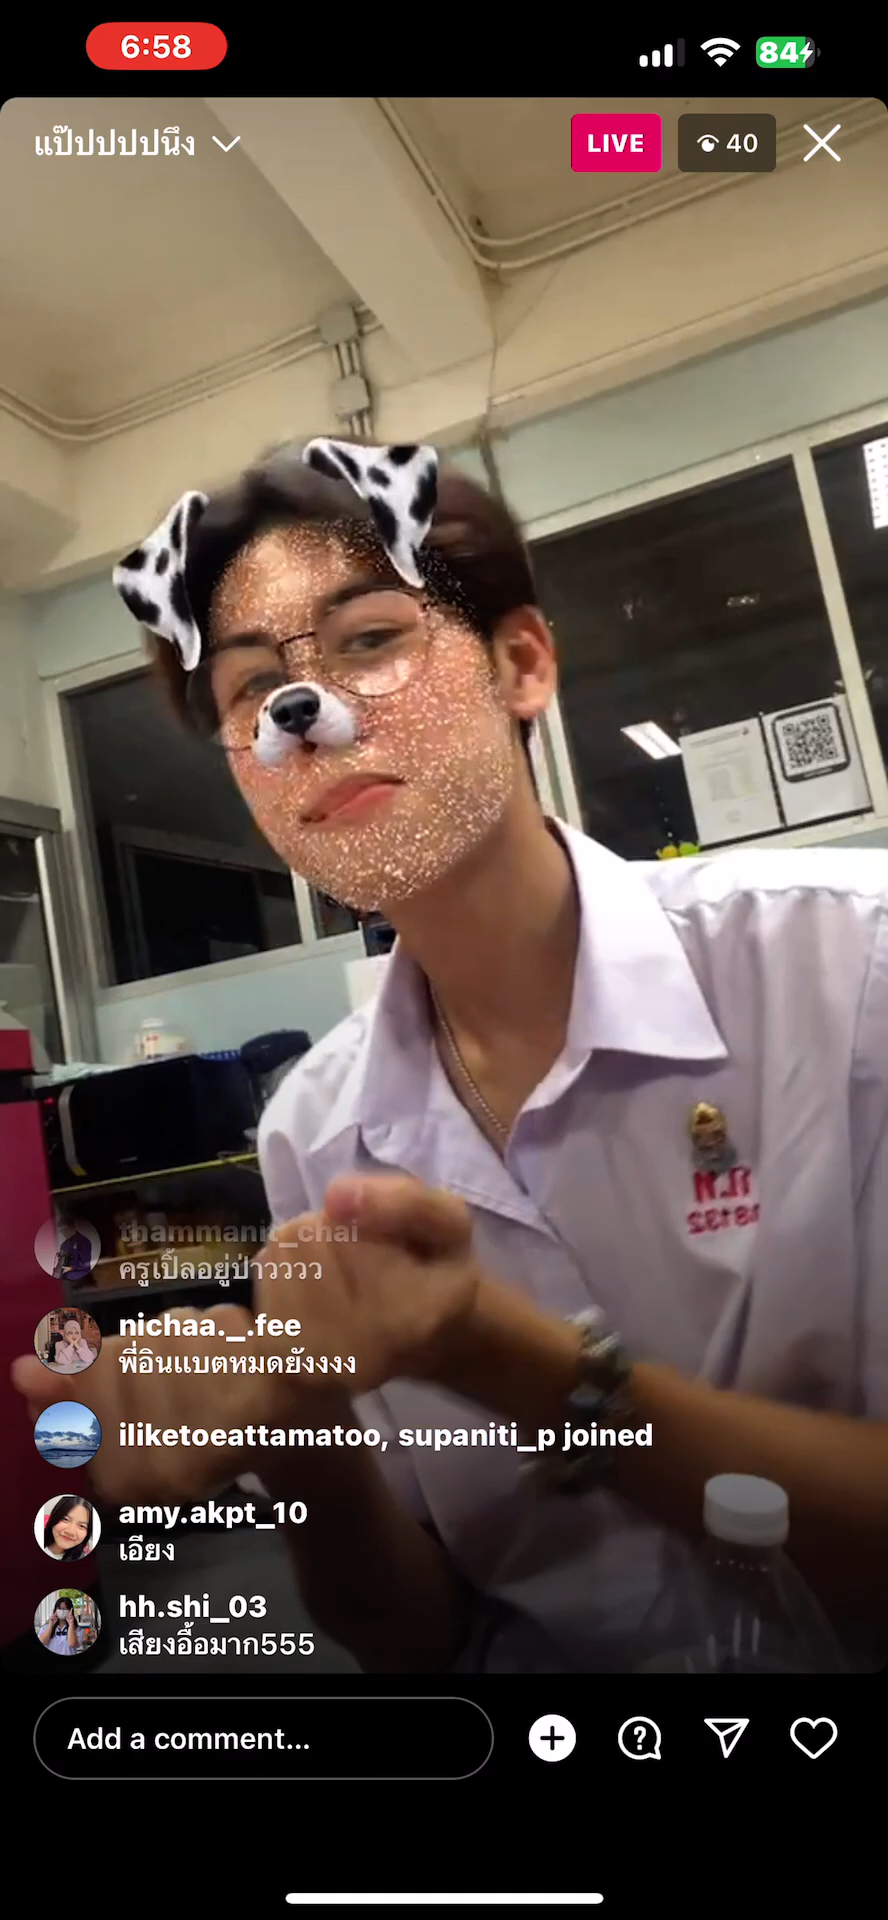 6:58
84
แป๊ปปปปนึง
LIVE
40
thammanit_chai
ครูเปิ้ลอยู่ป่าวววว
nichaa._.fee
พี่อินแบตหมดยังงงง
iliketoeattamatoo, supaniti_p joined
amy.akpt_10
เอียง
hh.shi_03
เสียงอื้อมาก555
Add a comment...